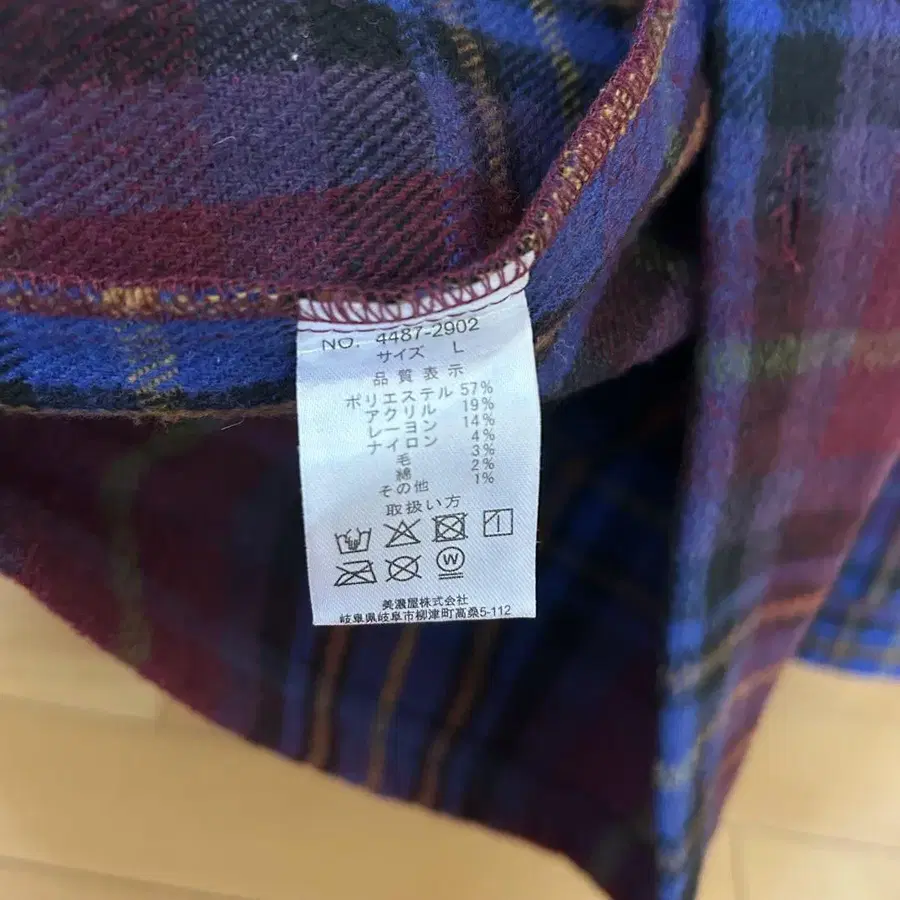 NO. 4487-2902
サイズ L
品質表示
ポリエステル 57%
アクリル 19%
レーヨン 14%
ナイロン 4%
毛 3%
綿 2%
その他 1%
取扱い方
W
美濃屋株式会社
岐阜県岐阜市柳津町高桑5-112